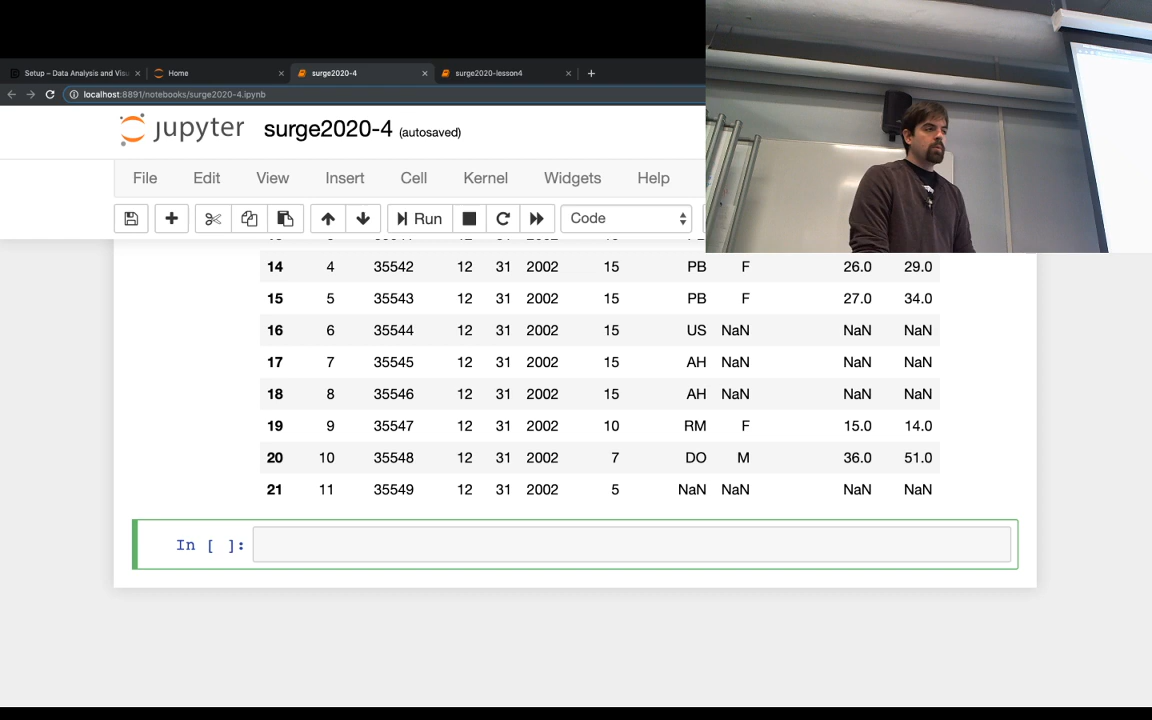 Setup – Data Analysis and Visu
Home
surge2020-4
surge2020-lesson4
localhost:8891/notebooks/surge2020-4.ipynb
jupyter surge2020-4 (autosaved)
File Edit View Insert Cell Kernel Widgets Help
Run Code
14 4 35542 12 31 2002 15 PB F 26.0 29.0
15 5 35543 12 31 2002 15 PB F 27.0 34.0
16 6 35544 12 31 2002 15 US NaN NaN NaN
17 7 35545 12 31 2002 15 AH NaN NaN NaN
18 8 35546 12 31 2002 15 AH NaN NaN NaN
19 9 35547 12 31 2002 10 RM F 15.0 14.0
20 10 35548 12 31 2002 7 DO M 36.0 51.0
21 11 35549 12 31 2002 5 NaN NaN NaN NaN
In [ ]: